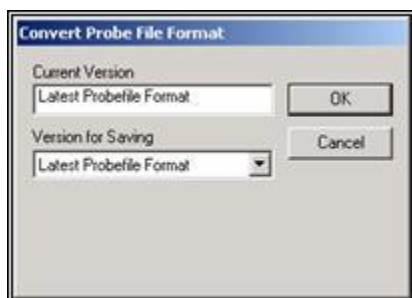 Convert Probe File Format
Current Version
Latest Probefile Format
OK
Version for Saving
Cancel
Latest Probefile Format